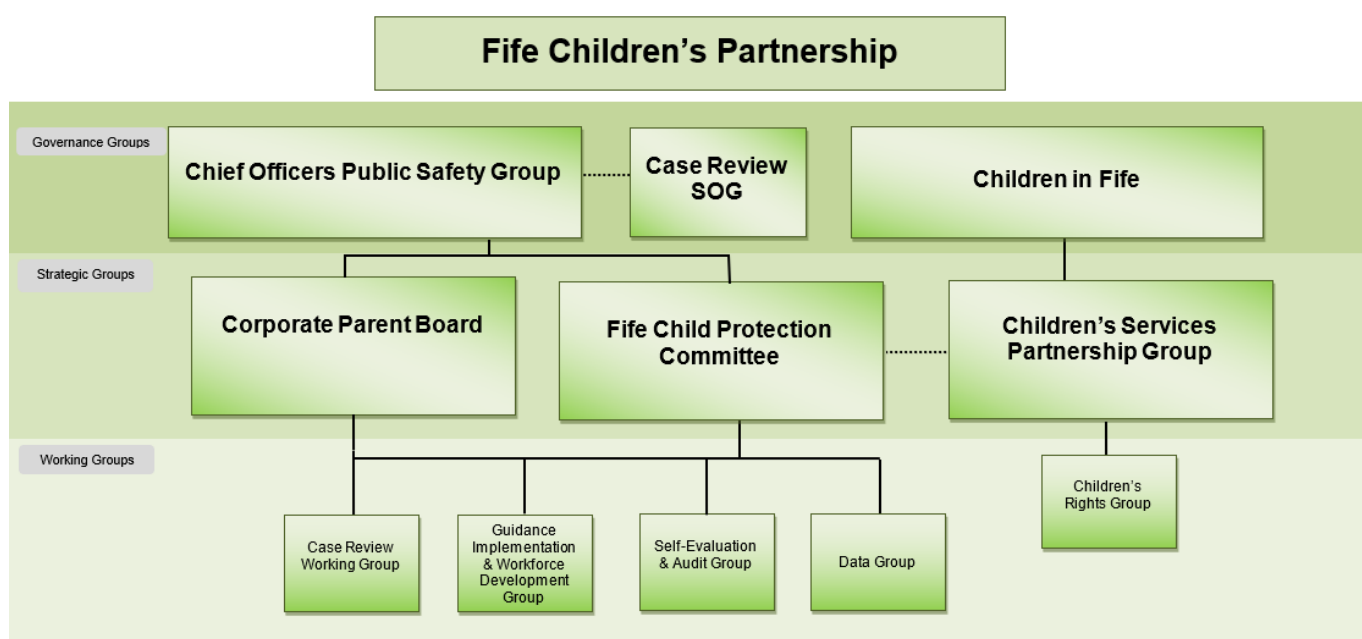 Fife Children’s Partnership
Governance Groups
Chief Officers Public Safety Group
Case Review
SOG
Children in Fife
Strategic Groups
Corporate Parent Board
Fife Child Protection
Committee
Children’s Services
Partnership Group
Working Groups
Case Review
Working Group
Guidance
Implementation
& Workforce
Development
Group
Self-Evaluation
& Audit Group
Data Group
Children’s
Rights Group